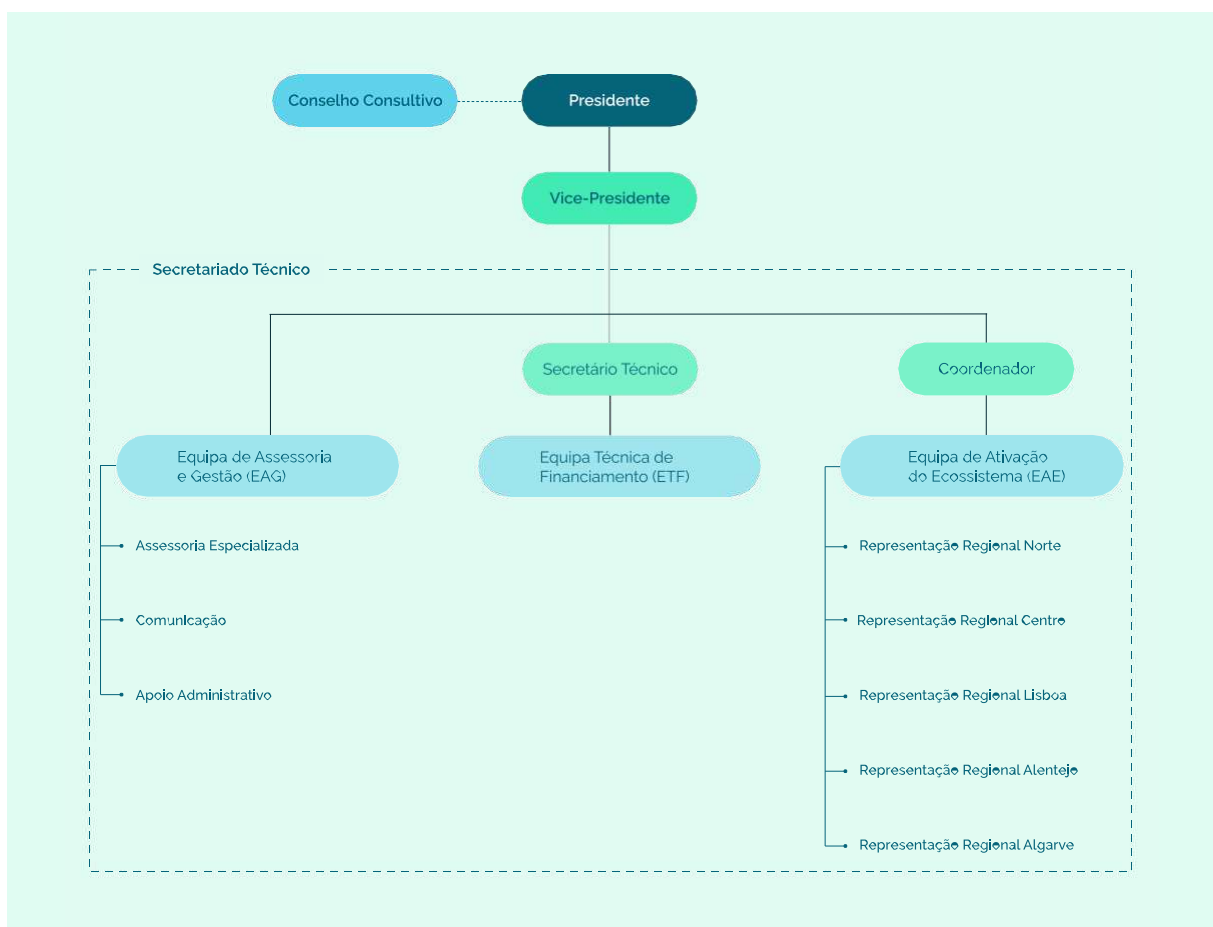 Conselho Consultivo
Presidente
Vice-Presidente
Secretariado Técnico
Secretário Técnico
Coordenador
Equipa de Assessoria
e Gestão (EAG)
Equipa Técnica de
Financiamento (ETF)
Equipa de Ativação
do Ecossistema (EAE)
Assessoria Especializada
Comunicação
Apoio Administrativo
Representação Regional Norte
Representação Regional Centro
Representação Regional Lisboa
Representação Regional Alentejo
Representação Regional Algarve